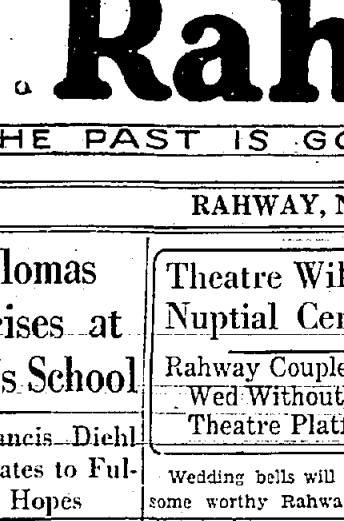 Rah
HE PAST IS GO
RAHWAY, N
lomas
ises at
s School
ancis Diehl
ates to Ful-
Hopes
Theatre Wil
Nuptial Cer
Rahway Couple
Wed Without
Theatre Platf
Wedding bells will
some worthy Rahwa